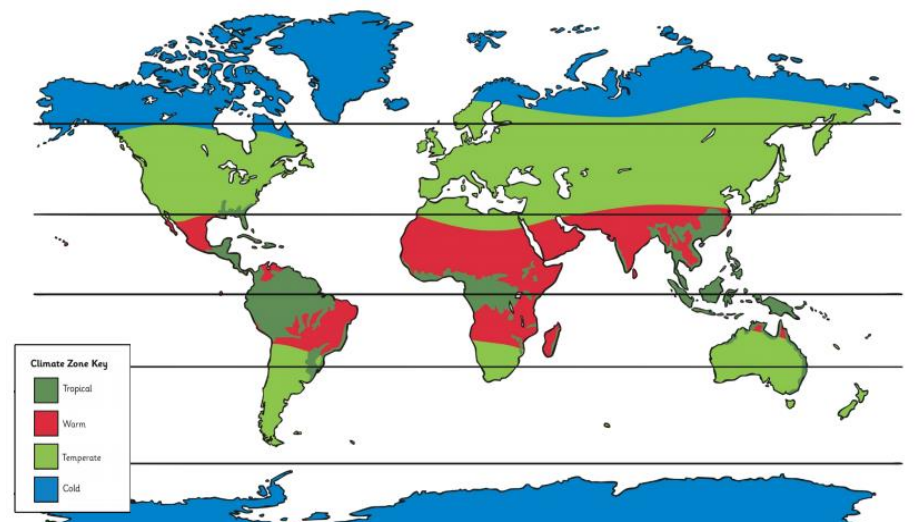 Climate Zone Key
Tropical
Warm
Temperate
Cold